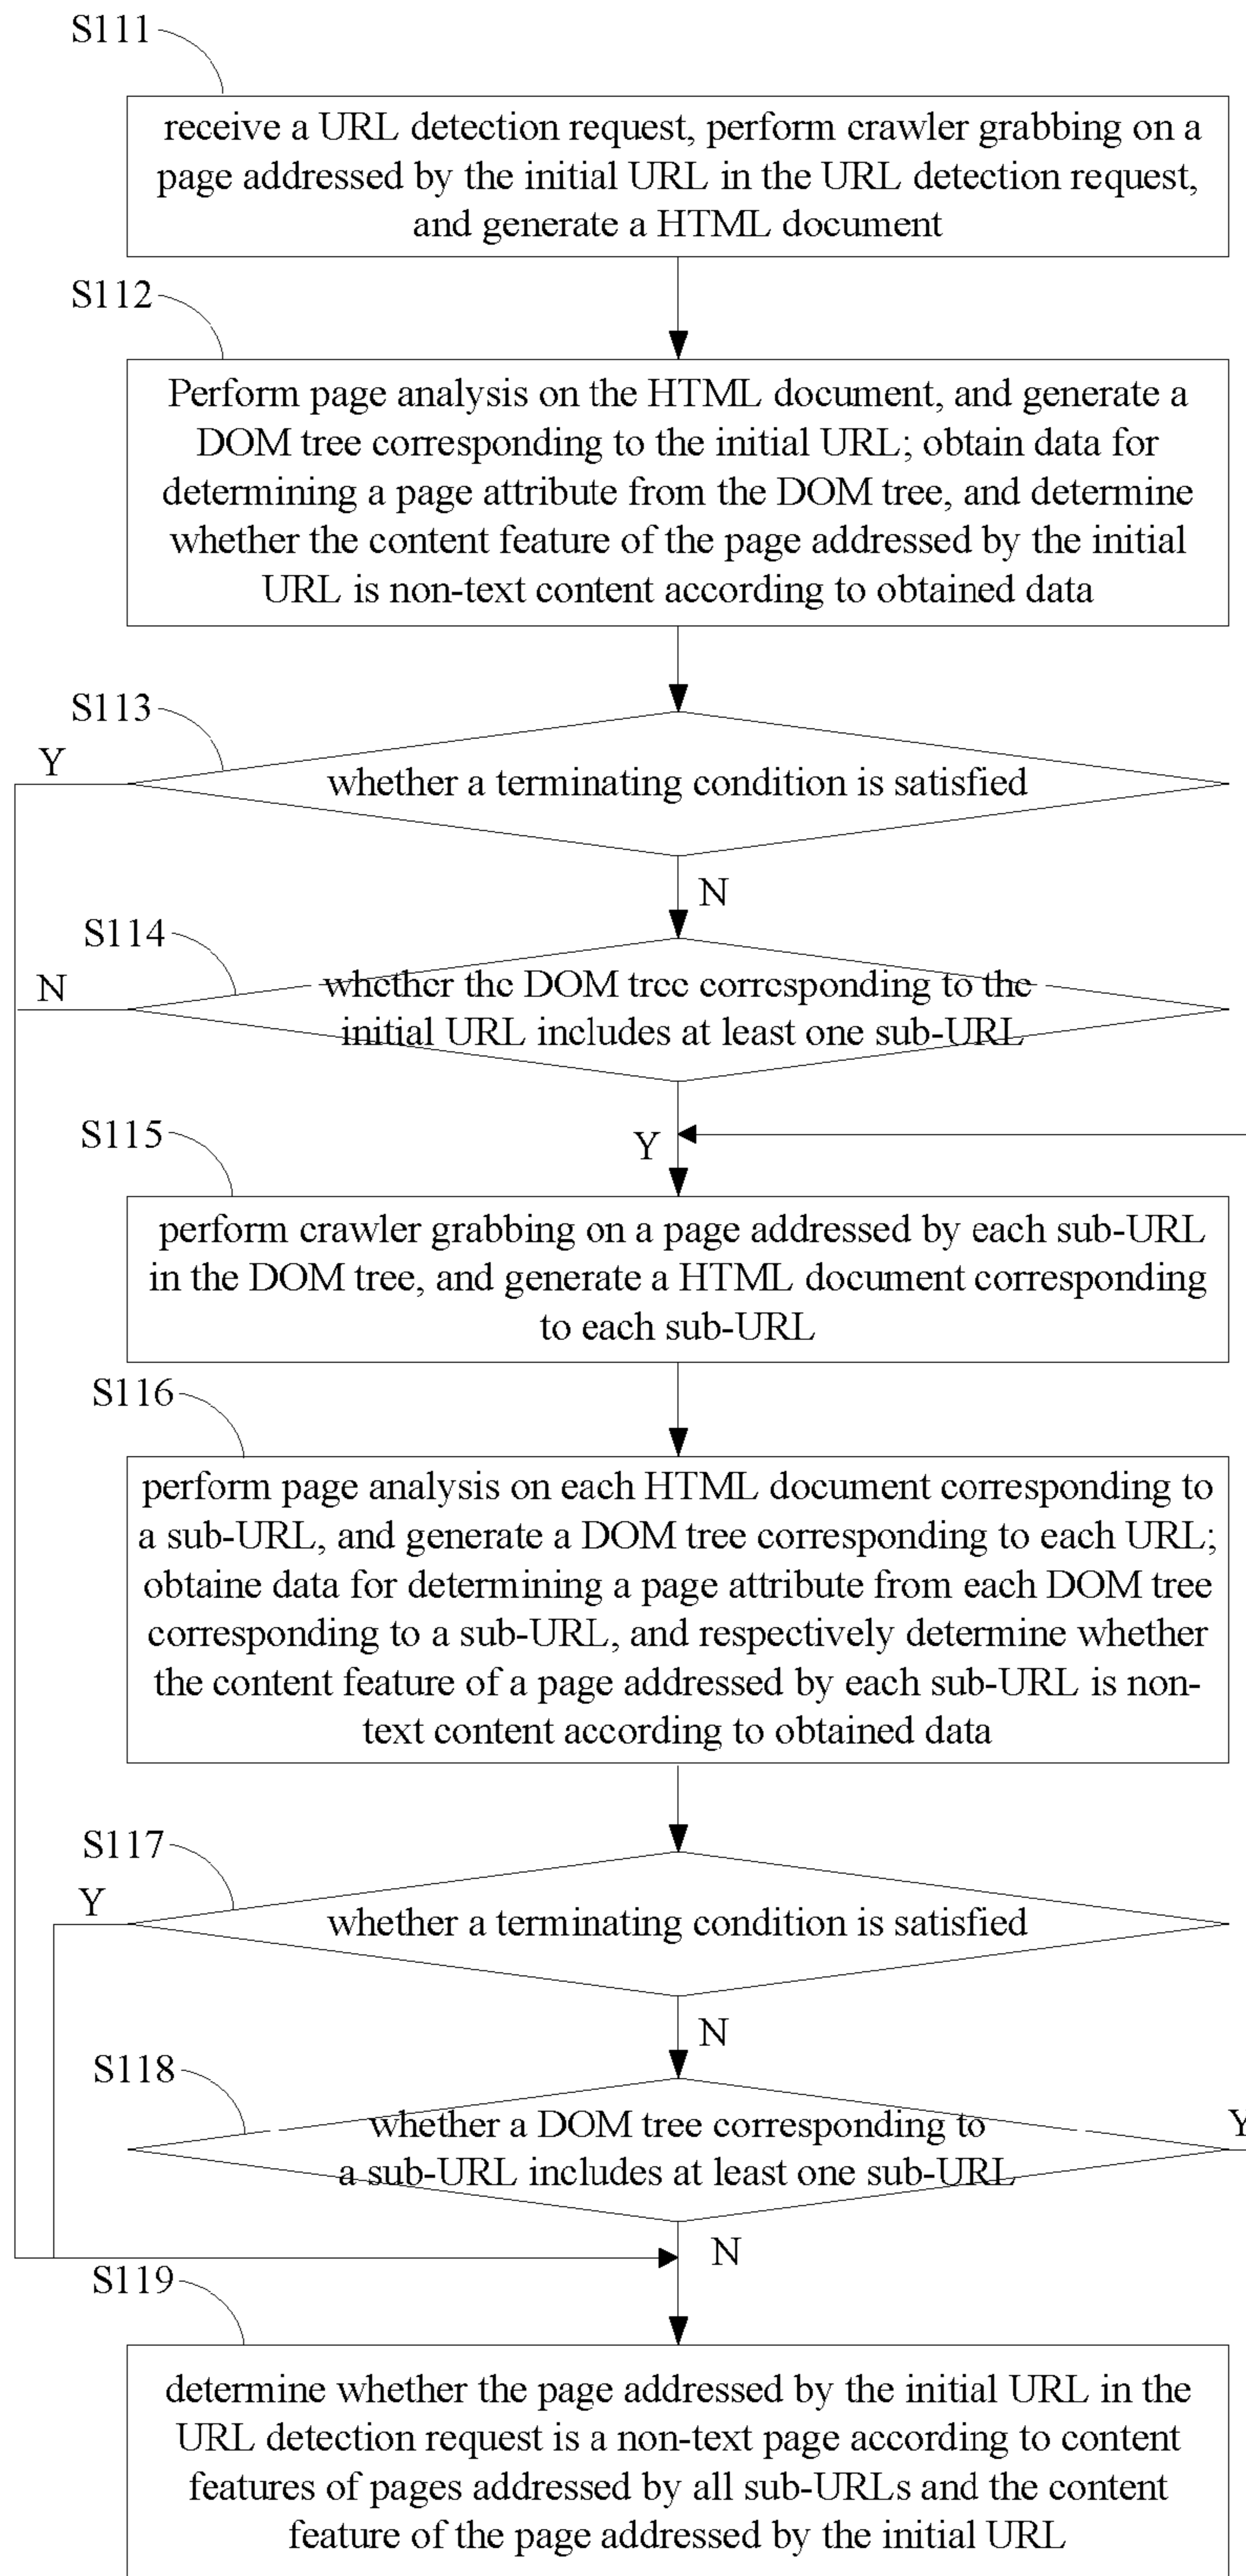 S111
receive a URL detection request, perform crawler grabbing on a
page addressed by the initial URL in the URL detection request,
and generate a HTML document
S112
Perform page analysis on the HTML document, and generate a
DOM tree corresponding to the initial URL; obtain data for
determining a page attribute from the DOM tree, and determine
whether the content feature of the page addressed by the initial
URL is non-text content according to obtained data
S113
Y
whether a terminating condition is satisfied
N
S114
N
whether the DOM tree corresponding to the
initial URL includes at least one sub-URL
S115
Y
perform crawler grabbing on a page addressed by each sub-URL
in the DOM tree, and generate a HTML document corresponding
to each sub-URL
S116
perform page analysis on each HTML document corresponding to
a sub-URL, and generate a DOM tree corresponding to each URL;
obtaine data for determining a page attribute from each DOM tree
corresponding to a sub-URL, and respectively determine whether
the content feature of a page addressed by each sub-URL is non-
text content according to obtained data
S117
Y
whether a terminating condition is satisfied
N
S118
whether a DOM tree corresponding to
Y
a sub-URL includes at least one sub-URL
N
S119
determine whether the page addressed by the initial URL in the
URL detection request is a non-text page according to content
features of pages addressed by all sub-URLs and the content
feature of the page addressed by the initial URL